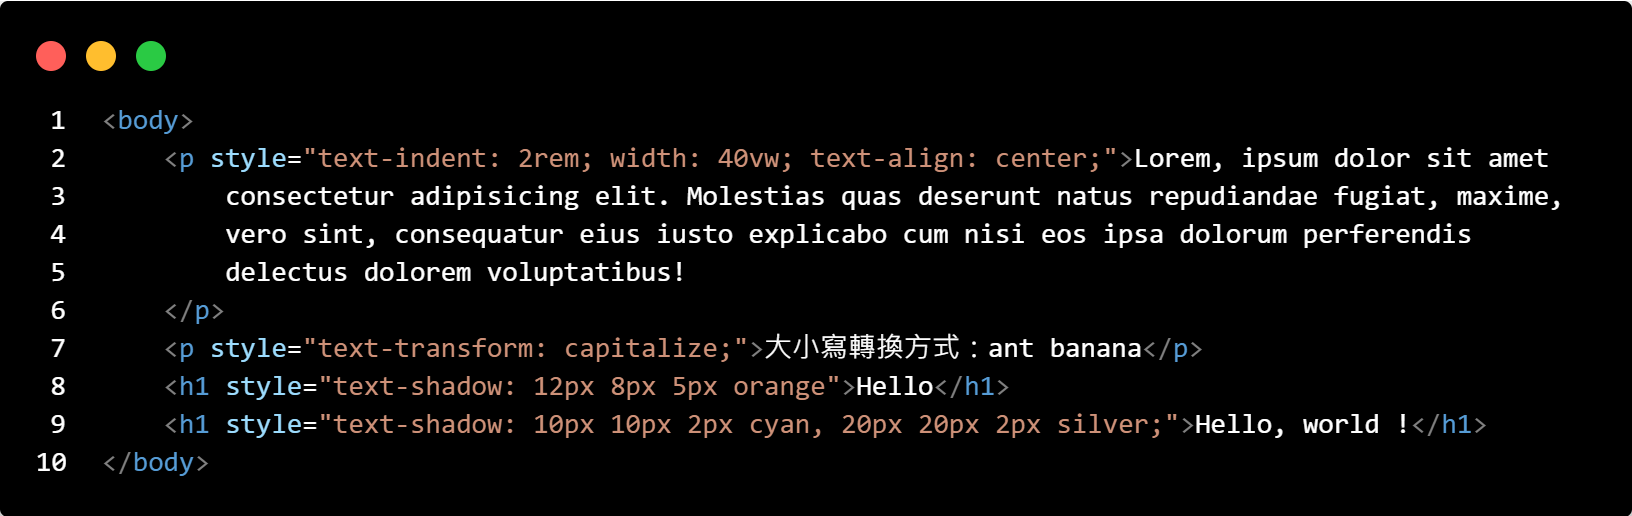 1 <body>
2     <p style="text-indent: 2rem; width: 40vw; text-align: center;">Lorem, ipsum dolor sit amet
3         consectetur adipisicing elit. Molestias quas deserunt natus repudiandae fugiat, maxime,
4         vero sint, consequatur eius iusto explicabo cum nisi eos ipsa dolorum perferendis
5         delectus dolorem voluptatibus!
6     </p>
7     <p style="text-transform: capitalize;">大小寫轉換方式：ant banana</p>
8     <h1 style="text-shadow: 12px 8px 5px orange">Hello</h1>
9     <h1 style="text-shadow: 10px 10px 2px cyan, 20px 20px 2px silver;">Hello, world !</h1>
10 </body>